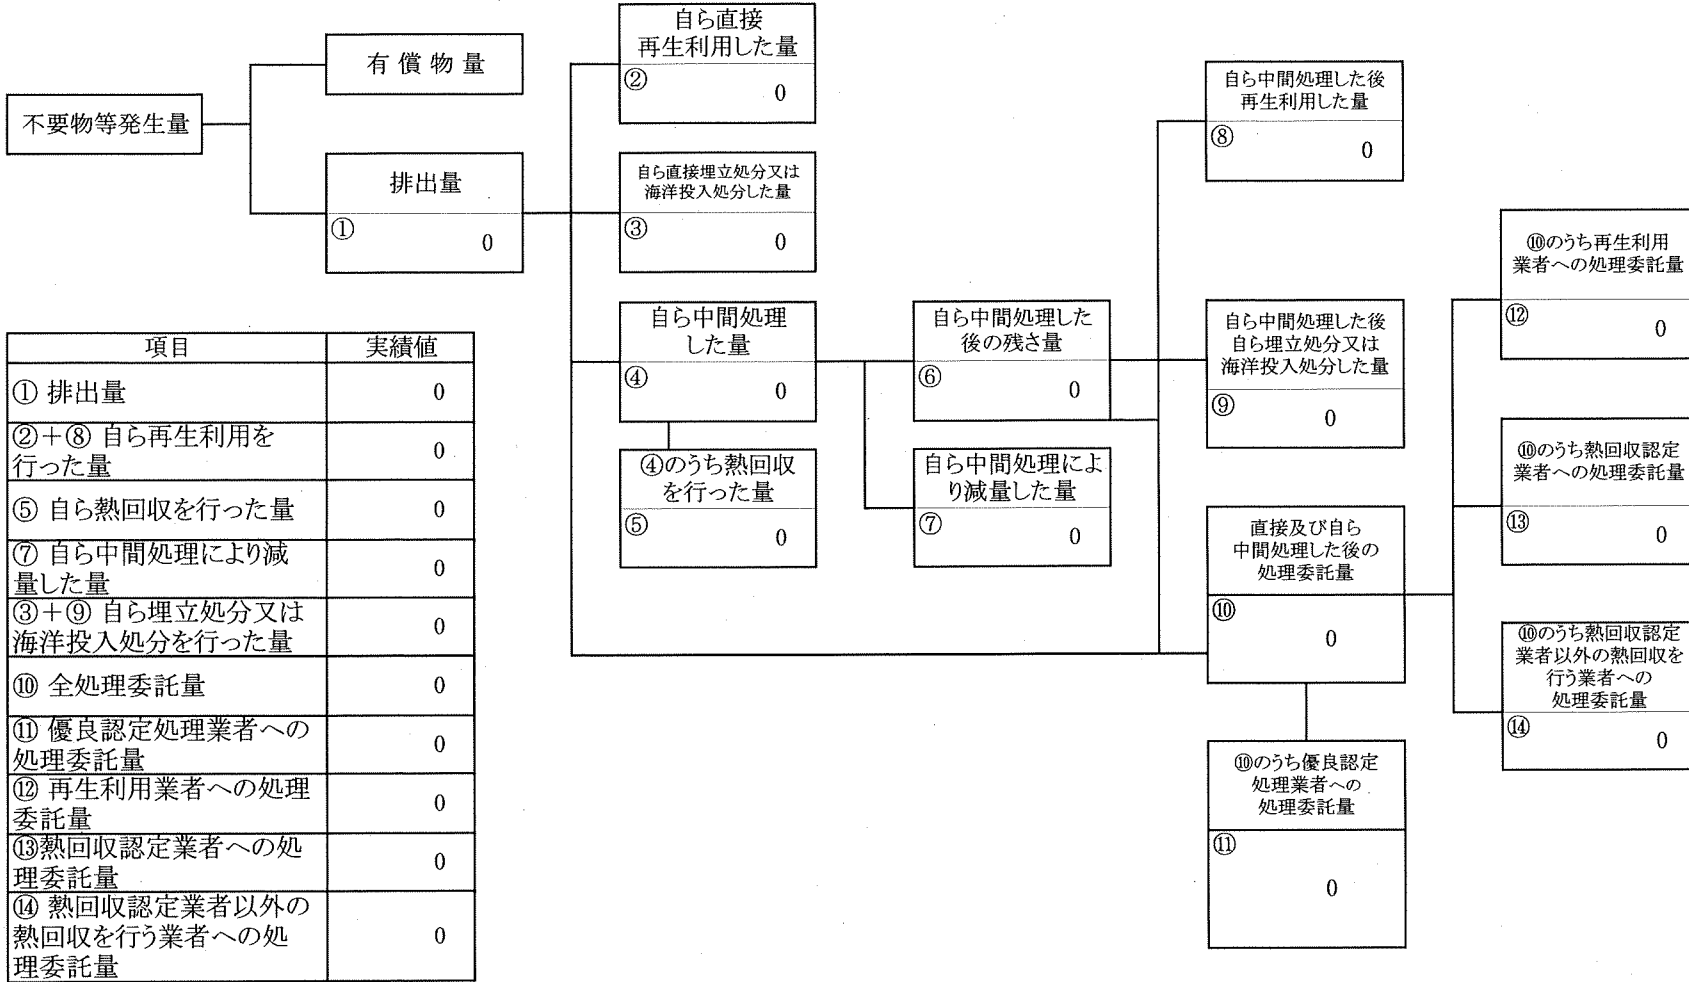 不要物等発生量
有償物量
排出量
①
0
自ら直接
再生利用した量
②
0
自ら直接埋立処分又は
海洋投入処分した量
③
0
自ら中間処理
した量
④
0
④のうち熱回収
を行った量
⑤
0
自ら中間処理した
後の残さ量
⑥
0
自ら中間処理によ
り減量した量
⑦
0
自ら中間処理した後
再生利用した量
⑧
0
自ら中間処理した後
自ら埋立処分又は
海洋投入処分した量
⑨
0
直接及び自ら
中間処理した後の
処理委託量
⑩
0
⑩のうち優良認定
処理業者への
処理委託量
⑪
0
⑩のうち再生利用
業者への処理委託量
⑫
0
⑩のうち熱回収認定
業者への処理委託量
⑬
0
⑩のうち熱回収認定
業者以外の熱回収を
行う業者への
処理委託量
⑭
0
項目 実績値
① 排出量 0
②+⑧ 自ら再生利用を
行った量 0
⑤ 自ら熱回収を行った量 0
⑦ 自ら中間処理により減
量した量 0
③+⑨ 自ら埋立処分又は
海洋投入処分を行った量 0
⑩ 全処理委託量 0
⑪ 優良認定処理業者への
処理委託量 0
⑫ 再生利用業者への処理
委託量 0
⑬熱回収認定業者への処
理委託量 0
⑭ 熱回収認定業者以外の
熱回収を行う業者への処
理委託量 0